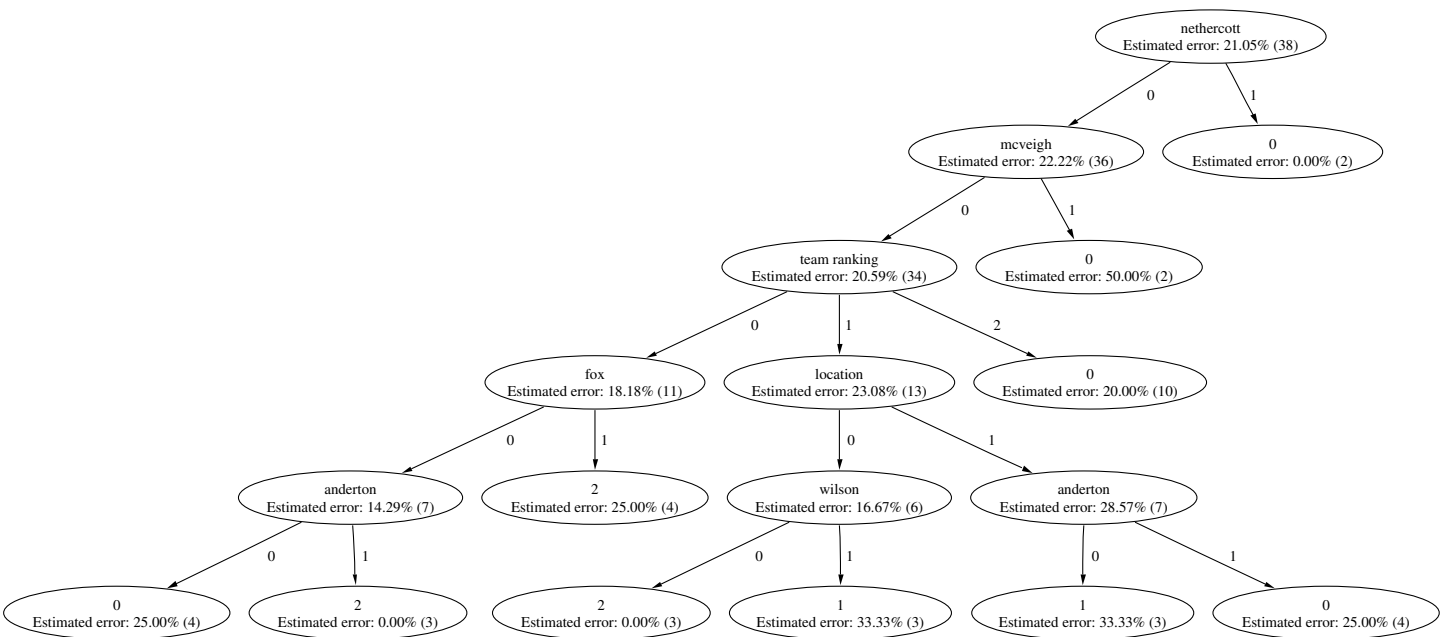 nethercott
Estimated error: 21.05% (38)
0
1
mcveigh
Estimated error: 22.22% (36)
0
Estimated error: 0.00% (2)
0
1
team ranking
Estimated error: 20.59% (34)
0
Estimated error: 50.00% (2)
0
1
2
fox
Estimated error: 18.18% (11)
location
Estimated error: 23.08% (13)
0
Estimated error: 20.00% (10)
0
1
0
1
anderton
Estimated error: 14.29% (7)
2
Estimated error: 25.00% (4)
wilson
Estimated error: 16.67% (6)
anderton
Estimated error: 28.57% (7)
0
1
0
1
0
1
0
Estimated error: 25.00% (4)
2
Estimated error: 0.00% (3)
2
Estimated error: 0.00% (3)
1
Estimated error: 33.33% (3)
1
Estimated error: 33.33% (3)
0
Estimated error: 25.00% (4)